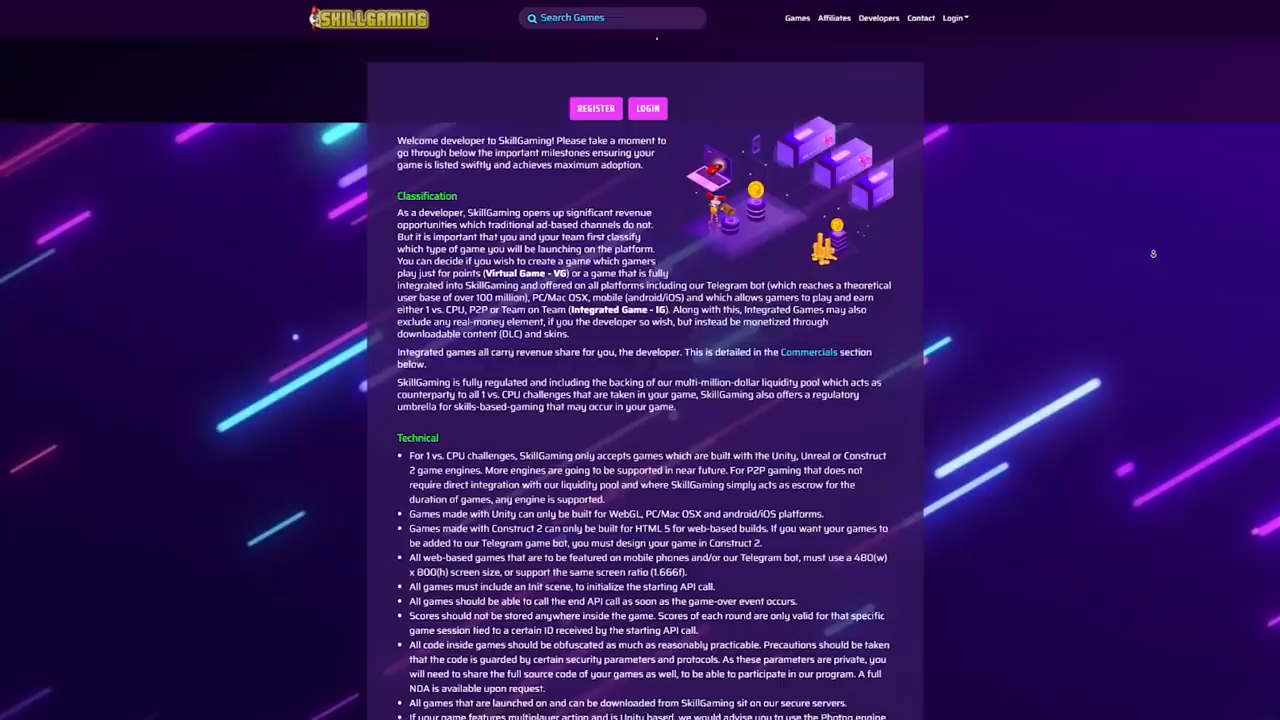 SKILLGAMING
Search Games
Games Affiliates Developers Contact Login
REGISTER LOGIN
Welcome developer to SkillGaming! Please take a moment to
go through below the important milestones ensuring your
game is listed swiftly and achieves maximum adoption.
Classification
As a developer, SkillGaming opens up significant revenue
opportunities which traditional ad-based channels do not.
But it is important that you and your team first classify
which type of game you will be launching on the platform.
You can decide if you wish to create a game which gamers
play just for points (Virtual Game - VG) or a game that is fully
integrated into SkillGaming and offered on all platforms including our Telegram bot (which reaches a theoretical
user base of over 100 million), PC/Mac OSX, mobile (android/iOS) and which allows gamers to play and earn
either 1 vs. CPU, P2P or Team on Team (Integrated Game - IG). Along with this, Integrated Games may also
exclude any real-money element, if you the developer so wish, but instead be monetized through
downloadable content (DLC) and skins.
Integrated games all carry revenue share for you, the developer. This is detailed in the Commercials section
below.
SkillGaming is fully regulated and including the backing of our multi-million-dollar liquidity pool which acts as
counterparty to all 1 vs. CPU challenges that are taken in your game, SkillGaming also offers a regulatory
umbrella for skills-based-gaming that may occur in your game.
Technical
• For 1 vs. CPU challenges, SkillGaming only accepts games which are built with the Unity, Unreal or Construct
2 game engines. More engines are going to be supported in near future. For P2P gaming that does not
require direct integration with our liquidity pool and where SkillGaming simply acts as escrow for the
duration of games, any engine is supported.
• Games made with Unity can only be built for WebGL, PC/Mac OSX and android/iOS platforms.
• Games made with Construct 2 can only be built for HTML 5 for web-based builds. If you want your games to
be added to our Telegram game bot, you must design your game in Construct 2.
• All web-based games that are to be featured on mobile phones and/or our Telegram bot, must use a 480(w)
x 800(h) screen size, or support the same screen ratio (1.666f).
• All games must include an Init scene, to initialize the starting API call.
• All games should be able to call the end API call as soon as the game-over event occurs.
• Scores should not be stored anywhere inside the game. Scores of each round are only valid for that specific
game session tied to a certain ID received by the starting API call.
• All code inside games should be obfuscated as much as reasonably practicable. Precautions should be taken
that the code is guarded by certain security parameters and protocols. As these parameters are private, you
will need to share the full source code of your games as well, to be able to participate in our program. A full
NDA is available upon request.
• All games that are launched on and can be downloaded from SkillGaming sit on our secure servers.
• If your game features multiplayer action and is Unity based, we would advise you to use the Photon engine